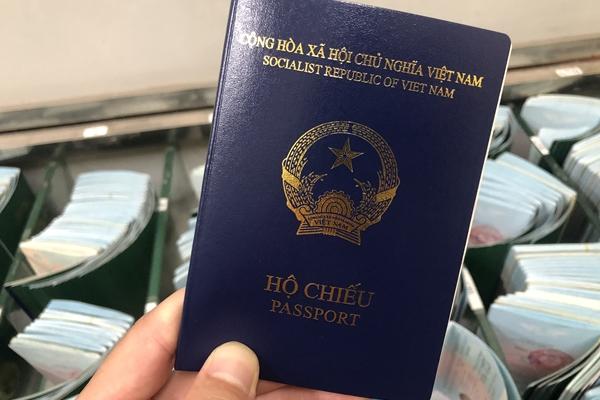 CỘNG HÒA XÃ HỘI CHỦ NGHĨA VIỆT NAM
SOCIALIST REPUBLIC OF VIET NAM
VIỆT NAM
HỘ CHIẾU
PASSPORT